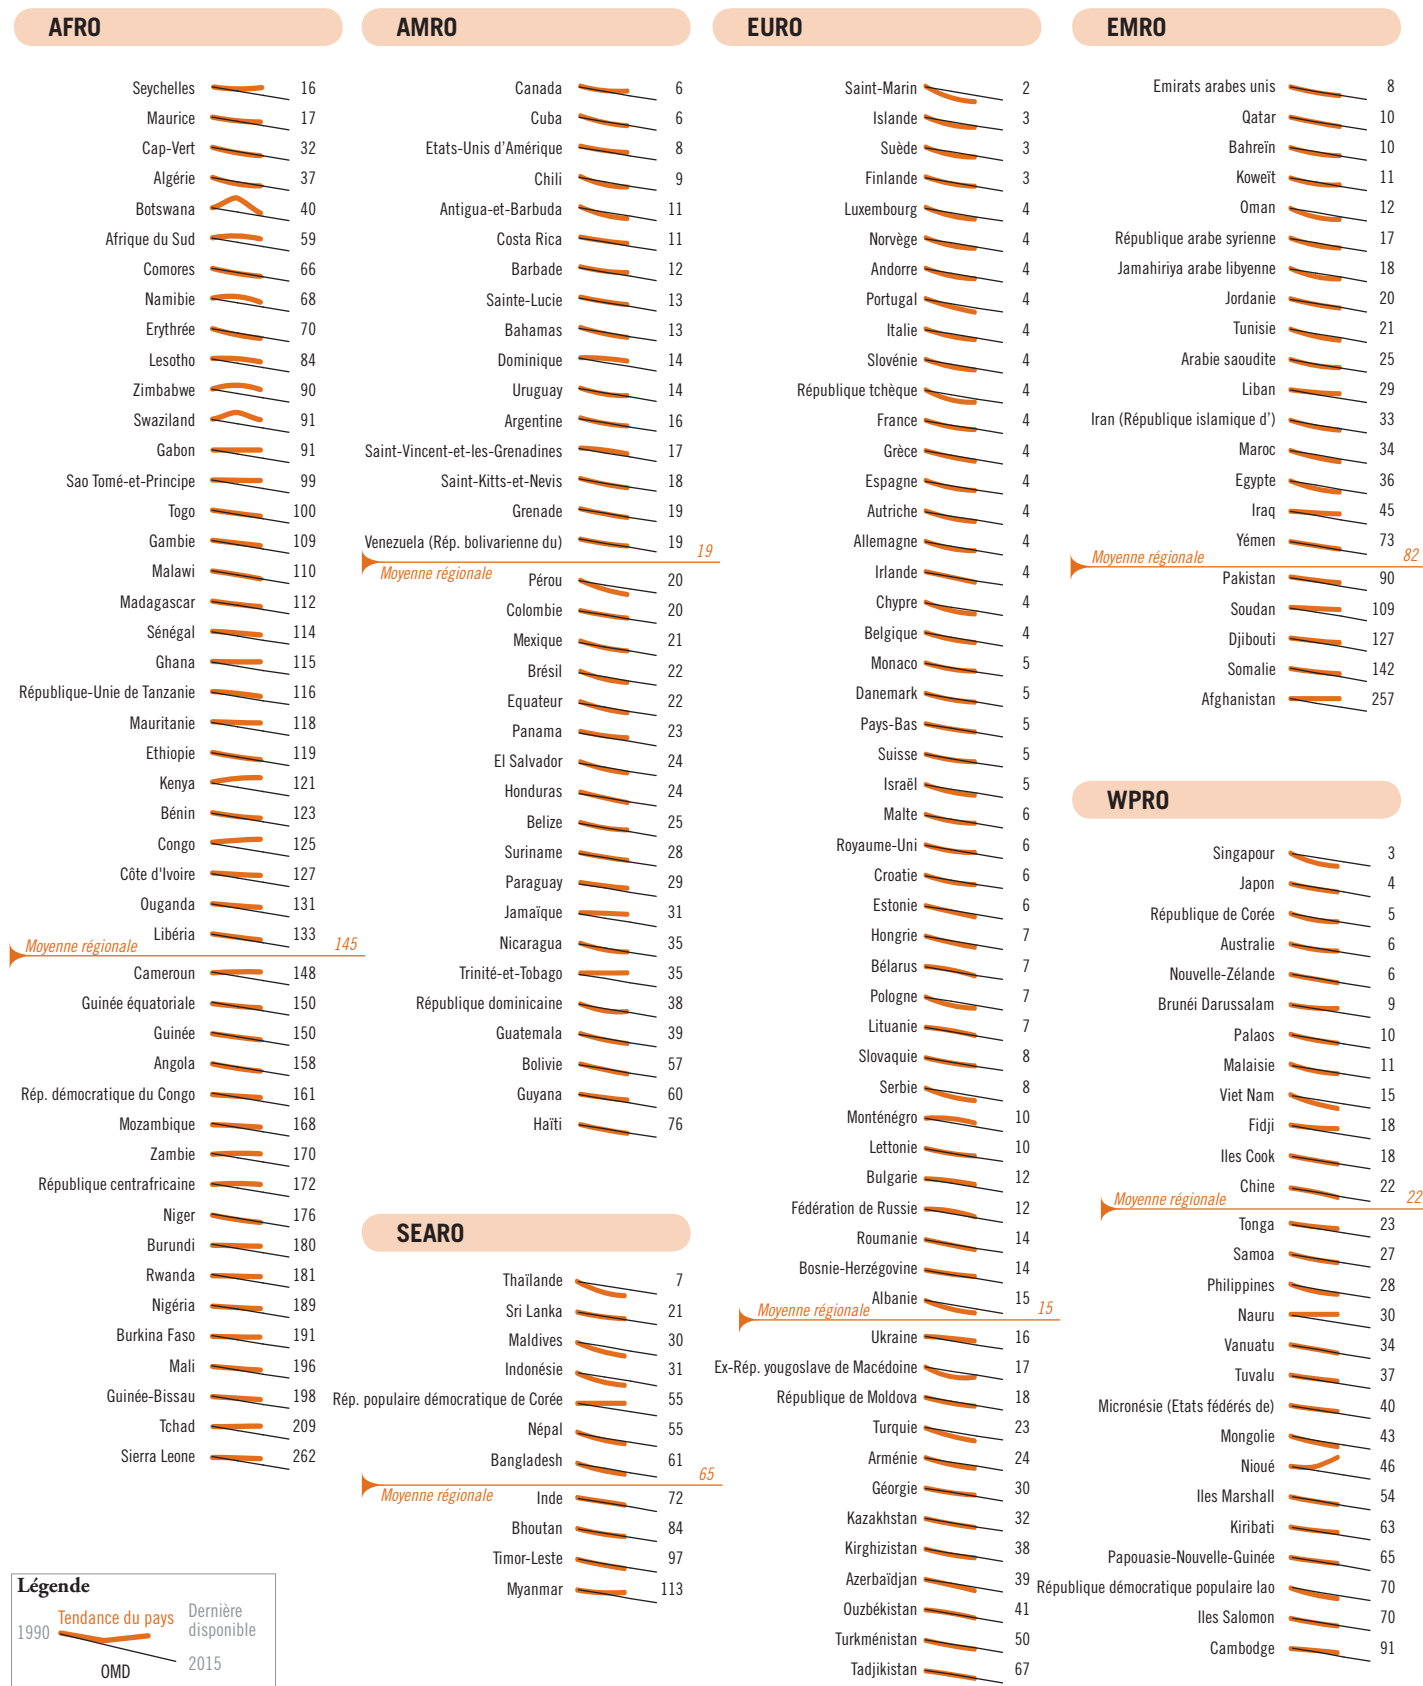 AFRO
Seychelles 16
Maurice 17
Cap-Vert 32
Algérie 37
Botswana 40
Afrique du Sud 59
Comores 66
Namibie 68
Erythrée 70
Lesotho 84
Zimbabwe 90
Swaziland 91
Gabon 91
Sao Tomé-et-Principe 99
Togo 100
Gambie 109
Malawi 110
Madagascar 112
Sénégal 114
Ghana 115
République-Unie de Tanzanie 116
Mauritanie 118
Ethiopie 119
Kenya 121
Bénin 123
Congo 125
Côte d'Ivoire 127
Ouganda 131
Libéria 133
Moyenne régionale 145
Cameroun 148
Guinée équatoriale 150
Guinée 150
Angola 158
Rép. démocratique du Congo 161
Mozambique 168
Zambie 170
République centrafricaine 172
Niger 176
Burundi 180
Rwanda 181
Nigéria 189
Burkina Faso 191
Mali 196
Guinée-Bissau 198
Tchad 209
Sierra Leone 262
Légende
Tendance du pays
1990
Dernière
disponible
OMD
2015
AMRO
Canada 6
Cuba 6
Etats-Unis d’Amérique 8
Chili 9
Antigua-et-Barbuda 11
Costa Rica 11
Barbade 12
Sainte-Lucie 13
Bahamas 13
Dominique 14
Uruguay 14
Argentine 16
Saint-Vincent-et-les-Grenadines 17
Saint-Kitts-et-Nevis 18
Grenade 19
Venezuela (Rép. bolivarienne du) 19
Moyenne régionale 19
Pérou 20
Colombie 20
Mexique 21
Brésil 22
Equateur 22
Panama 23
El Salvador 24
Honduras 24
Belize 25
Suriname 28
Paraguay 29
Jamaïque 31
Nicaragua 35
Trinité-et-Tobago 35
République dominicaine 38
Guatemala 39
Bolivie 57
Guyana 60
Haïti 76
SEARO
Thaïlande 7
Sri Lanka 21
Maldives 30
Indonésie 31
Rép. populaire démocratique de Corée 55
Népal 55
Bangladesh 61
Moyenne régionale 65
Inde 72
Bhoutan 84
Timor-Leste 97
Myanmar 113
EURO
Saint-Marin 2
Islande 3
Suède 3
Finlande 3
Luxembourg 4
Norvège 4
Andorre 4
Portugal 4
Italie 4
Slovénie 4
République tchèque 4
France 4
Grèce 4
Espagne 4
Autriche 4
Allemagne 4
Irlande 4
Chypre 4
Belgique 4
Monaco 5
Danemark 5
Pays-Bas 5
Suisse 5
Israël 5
Malte 6
Royaume-Uni 6
Croatie 6
Estonie 6
Hongrie 7
Bélarus 7
Pologne 7
Lituanie 7
Slovaquie 8
Serbie 8
Monténégro 10
Lettonie 10
Bulgarie 12
Fédération de Russie 12
Roumanie 14
Bosnie-Herzégovine 14
Albanie 15
Moyenne régionale 15
Ukraine 16
Ex-Rép. yougoslave de Macédoine 17
République de Moldova 18
Turquie 23
Arménie 24
Géorgie 30
Kazakhstan 32
Kirghizistan 38
Azerbaïdjan 39
Ouzbékistan 41
Turkménistan 50
Tadjikistan 67
EMRO
Emirats arabes unis 8
Qatar 10
Bahreïn 10
Koweït 11
Oman 12
République arabe syrienne 17
Jamahiriya arabe libyenne 18
Jordanie 20
Tunisie 21
Arabie saoudite 25
Liban 29
Iran (République islamique d’) 33
Maroc 34
Egypte 36
Iraq 45
Yémen 73
Moyenne régionale 82
Pakistan 90
Soudan 109
Djibouti 127
Somalie 142
Afghanistan 257
WPRO
Singapour 3
Japon 4
République de Corée 5
Australie 6
Nouvelle-Zélande 6
Brunéi Darussalam 9
Palaos 10
Malaisie 11
Viet Nam 15
Fidji 18
Iles Cook 18
Chine 22
Moyenne régionale 22
Tonga 23
Samoa 27
Philippines 28
Nauru 30
Vanuatu 34
Tuvalu 37
Micronésie (Etats fédérés de) 40
Mongolie 43
Nioué 46
Iles Marshall 54
Kiribati 63
Papouasie-Nouvelle-Guinée 65
République démocratique populaire lao 70
Iles Salomon 70
Cambodge 91